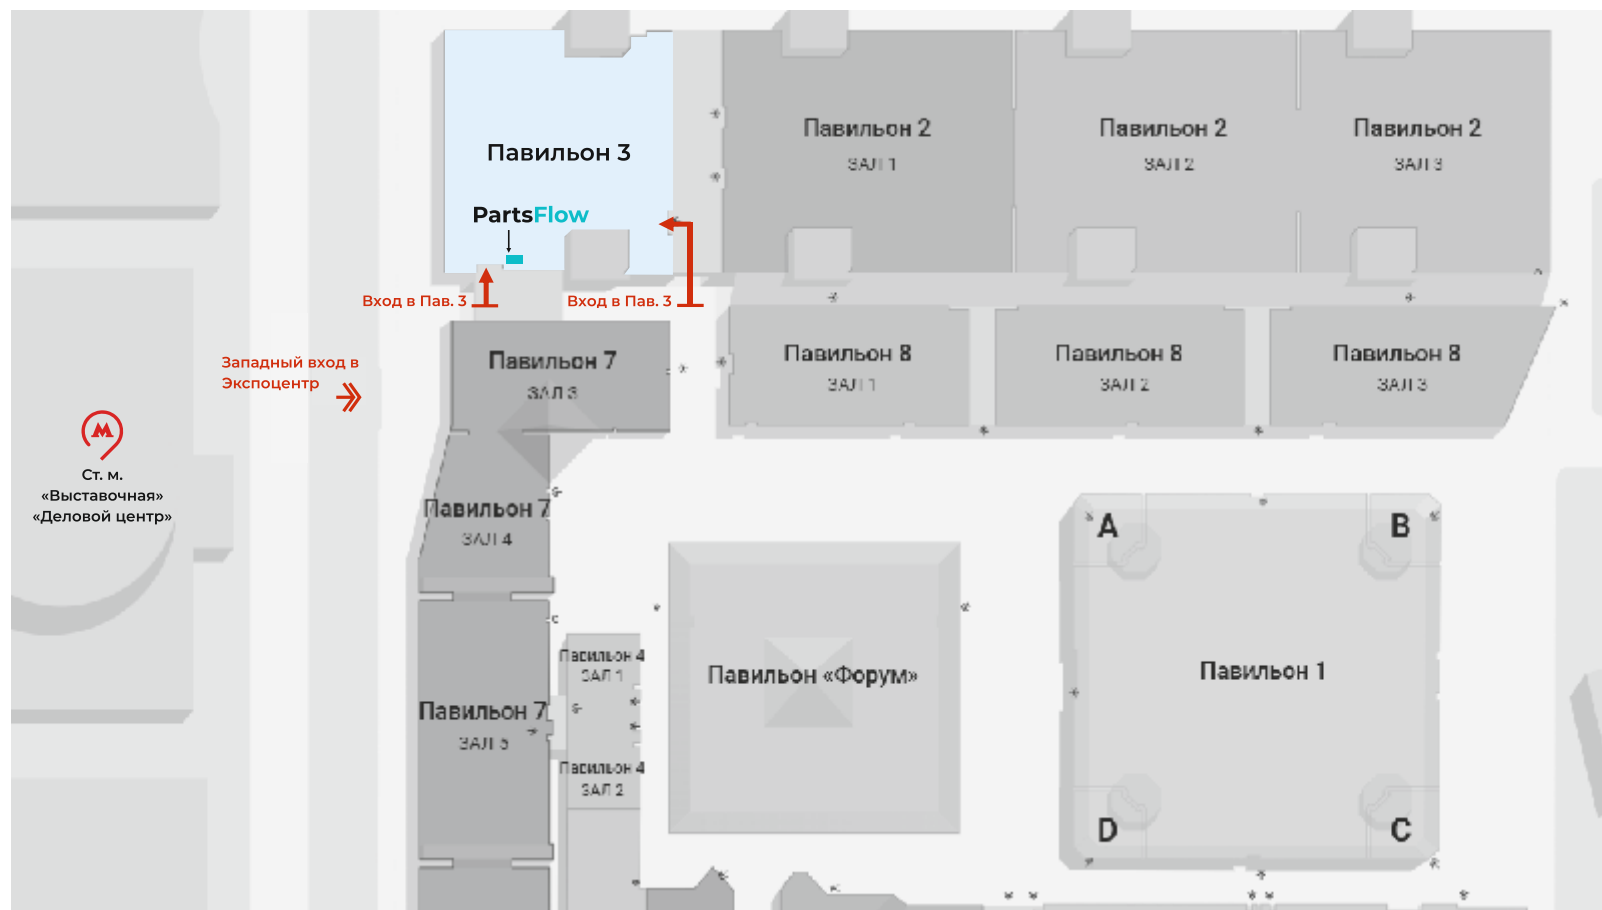 Павильон 3
PartsFlow
Вход в Пав. 3
Вход в Пав. 3
Павильон 2
ЗАЛ 1
Павильон 2
ЗАЛ 2
Павильон 2
ЗАЛ 3
Западный вход в
Экспоцентр
М
Ст. м.
«Выставочная»
«Деловой центр»
Павильон 7
ЗАЛ 3
Павильон 8
ЗАЛ 1
Павильон 8
ЗАЛ 2
Павильон 8
ЗАЛ 3
Павильон 7
ЗАЛ 4
Павильон 7
ЗАЛ 5
Павильон 4
ЗАЛ 1
Павильон 4
ЗАЛ 2
Павильон «Форум»
A
B
Павильон 1
D
C